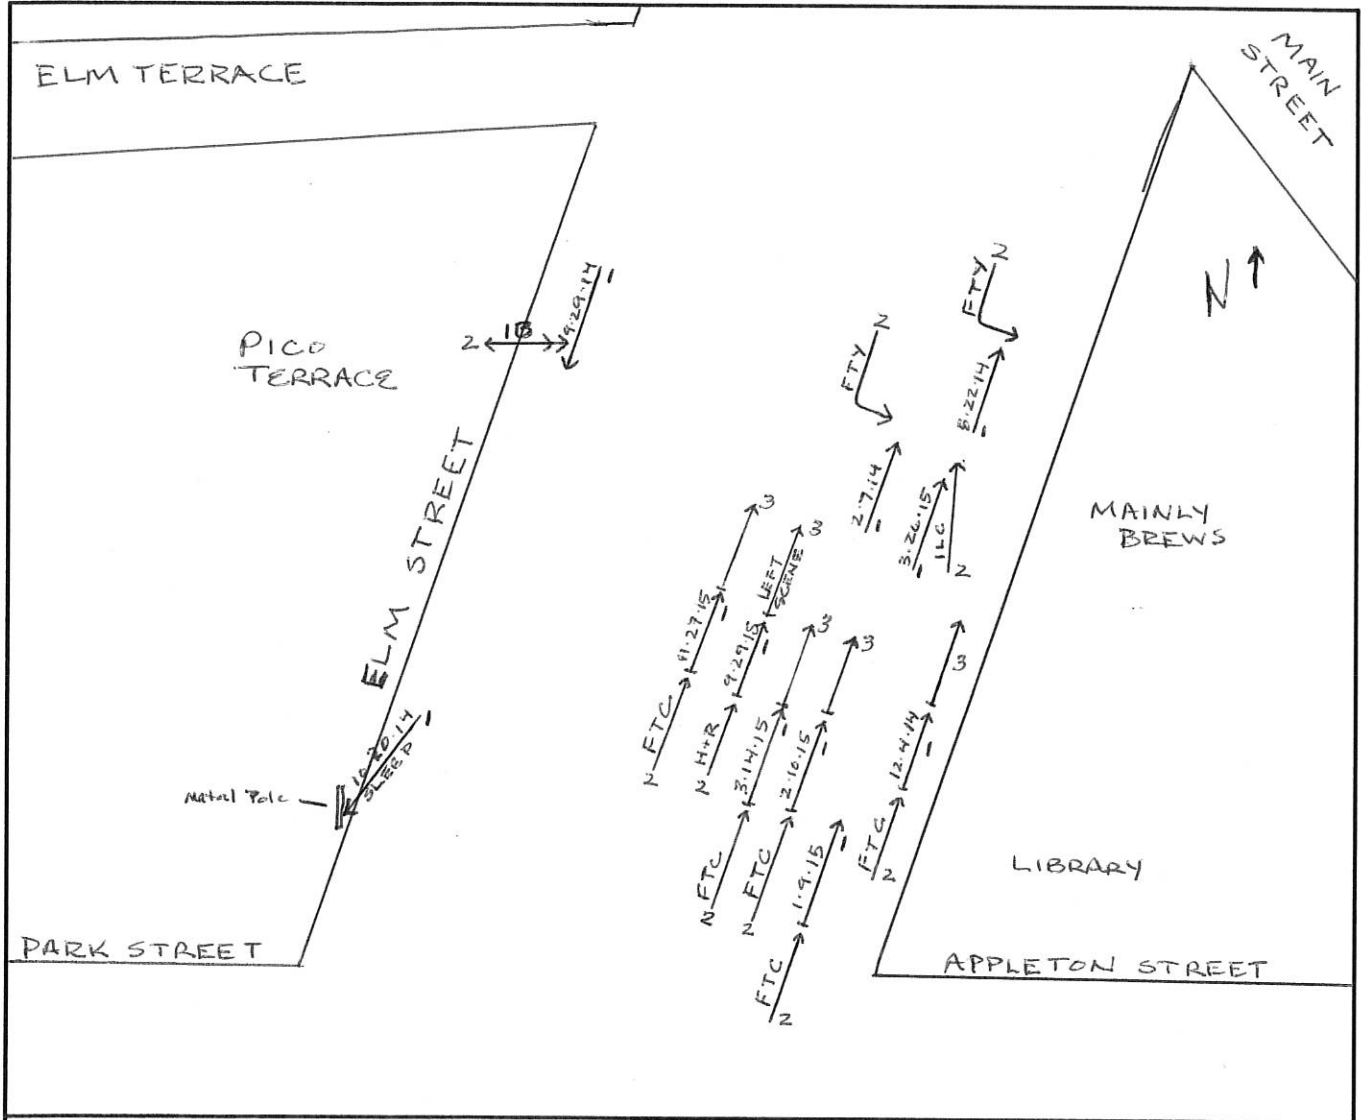 ELM TERRACE
MAIN
STREET
N
PICO
TERRACE
2
1B
9.29.14
1
2
FTY
8.22.14
1
2
FTY
2.7.14
1
3.26.15
1
1LC
2
MAINLY
BREWS
ELM STREET
3
11.27.15
1
FTC
2
3
LEFT
SCENE
9.29.15
1
H+R
2
3
3.14.15
1
FTC
2
3
2.10.15
1
FTC
2
1.9.15
1
FTC
2
3
12.4.14
1
FTC
2
10.20.14
1
SLEEP
Metal Pole
LIBRARY
PARK STREET
APPLETON STREET